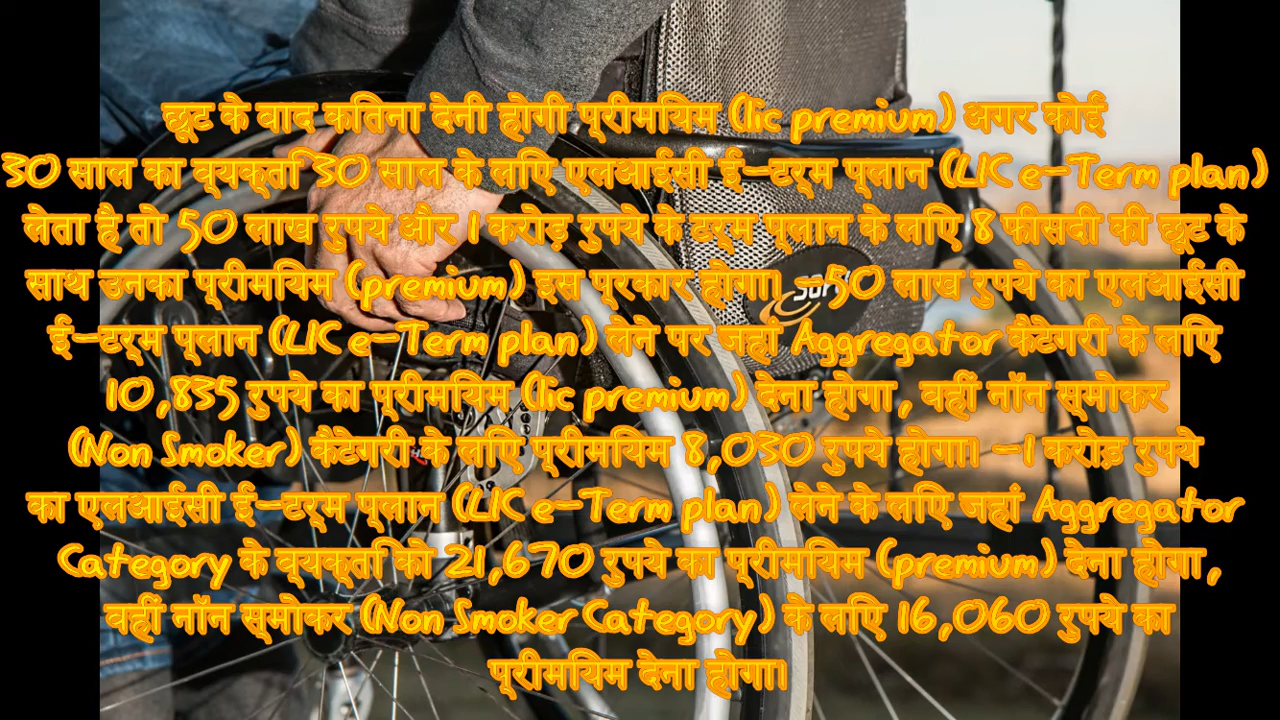 छूट के वाद कितना देनी होगी प्रीमियम (lic premium) अगर कोई
30 साल का व्यक्ति 30 साल के लिए एलआईसी ई-टर्म प्लान (LIC e-Term plan)
लेता है तो 50 लाख रुपये और 1 करोड़ रुपये के टर्म प्लान के लिए 8 फीसदी की छूट के
साथ उनका प्रीमियम (premium) इस प्रकार होगा। -50 लाख रुपये का एलआईसी
ई-टर्म प्लान (LIC e-Term plan) लेने पर जहां Aggregator कैटेगरी के लिए
10,835 रुपये का प्रीमियम (lic premium) देना होगा, वहीं नॉन स्मोकर
(Non Smoker) कैटेगरी के लिए प्रीमियम 8,030 रुपये होगा। -1 करोड़ रुपये
का एलआईसी ई-टर्म प्लान (LIC e-Term plan) लेने के लिए जहां Aggregator
Category के व्यक्ति को 21,670 रुपये का प्रीमियम (premium) देना होगा,
वहीं नॉन स्मोकर (Non Smoker Category) के लिए 16,060 रुपये का
प्रीमियम देना होगा।